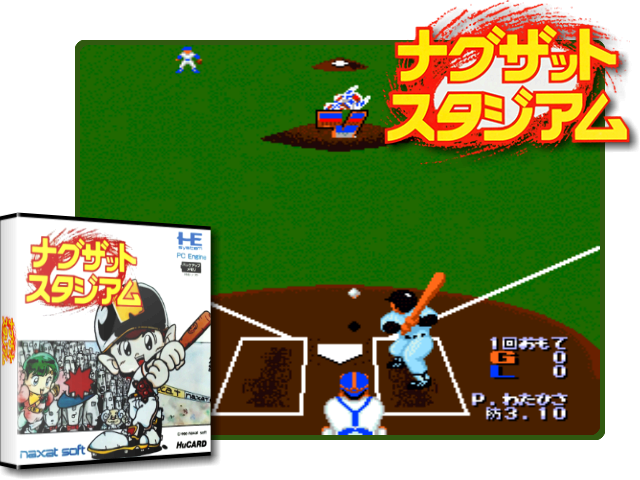 ナグザット
スタジアム
1回おもて
G 0
L 0
P.わたひさ
防3.10
HE
system
PC Engine
ナグザット
スタジアム
naxat soft
HuCARD